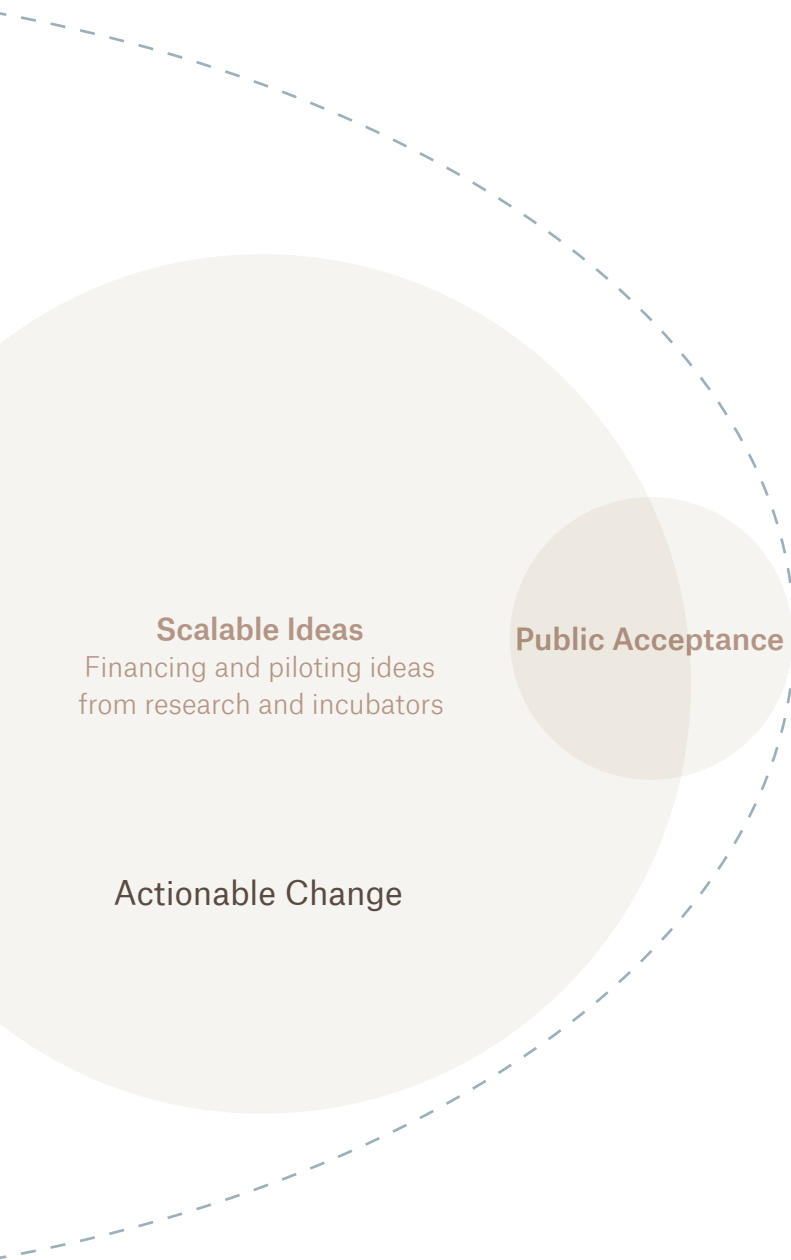 Scalable Ideas
Financing and piloting ideas
from research and incubators
Public Acceptance
Actionable Change